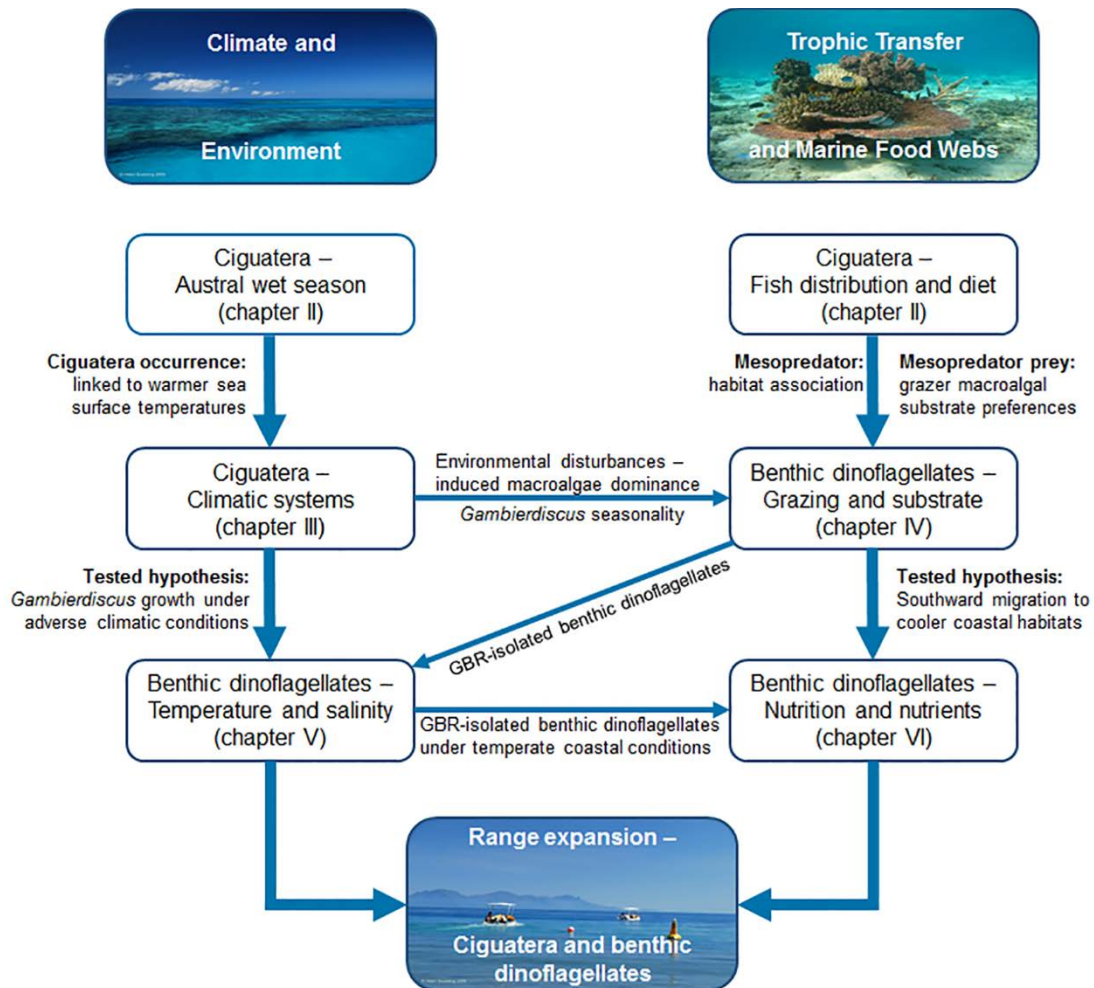 Climate and
Environment
Trophic Transfer
and Marine Food Webs
Ciguatera –
Austral wet season
(chapter II)
Ciguatera –
Fish distribution and diet
(chapter II)
Ciguatera occurrence:
linked to warmer sea
surface temperatures
Mesopredator:
habitat association
Mesopredator prey:
grazer macroalgal
substrate preferences
Ciguatera –
Climatic systems
(chapter III)
Environmental disturbances –
induced macroalgae dominance
Gambierdiscus seasonality
Benthic dinoflagellates –
Grazing and substrate
(chapter IV)
Tested hypothesis:
Gambierdiscus growth under
adverse climatic conditions
GBR-isolated benthic dinoflagellates
Tested hypothesis:
Southward migration to
cooler coastal habitats
Benthic dinoflagellates –
Temperature and salinity
(chapter V)
GBR-isolated benthic dinoflagellates
under temperate coastal conditions
Benthic dinoflagellates –
Nutrition and nutrients
(chapter VI)
Range expansion –
Ciguatera and benthic
dinoflagellates